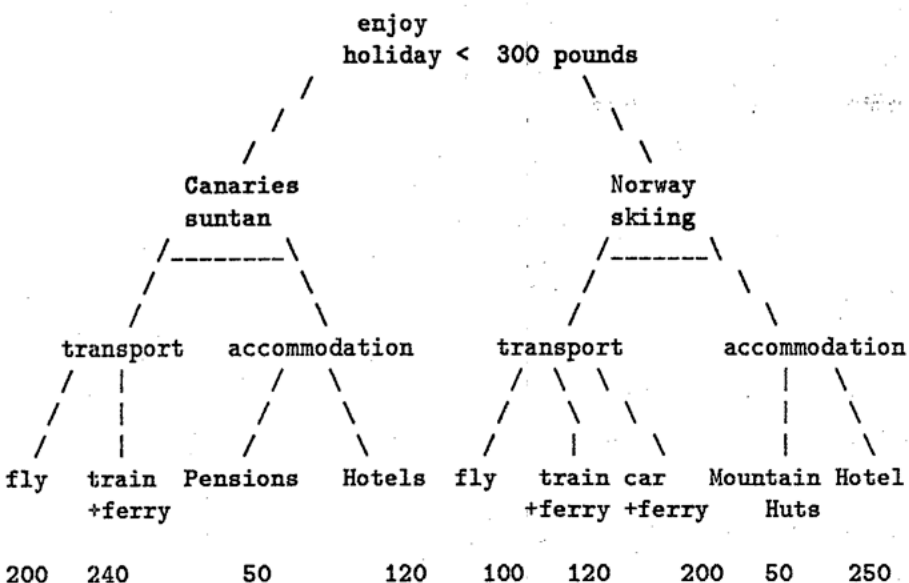 enjoy
holiday < 300 pounds
Canaries Norway
suntan skiing
transport accommodation transport accommodation
fly train Pensions Hotels fly train car Mountain Hotel
+ferry +ferry +ferry Huts
200 240 50 120 100 120 200 50 250